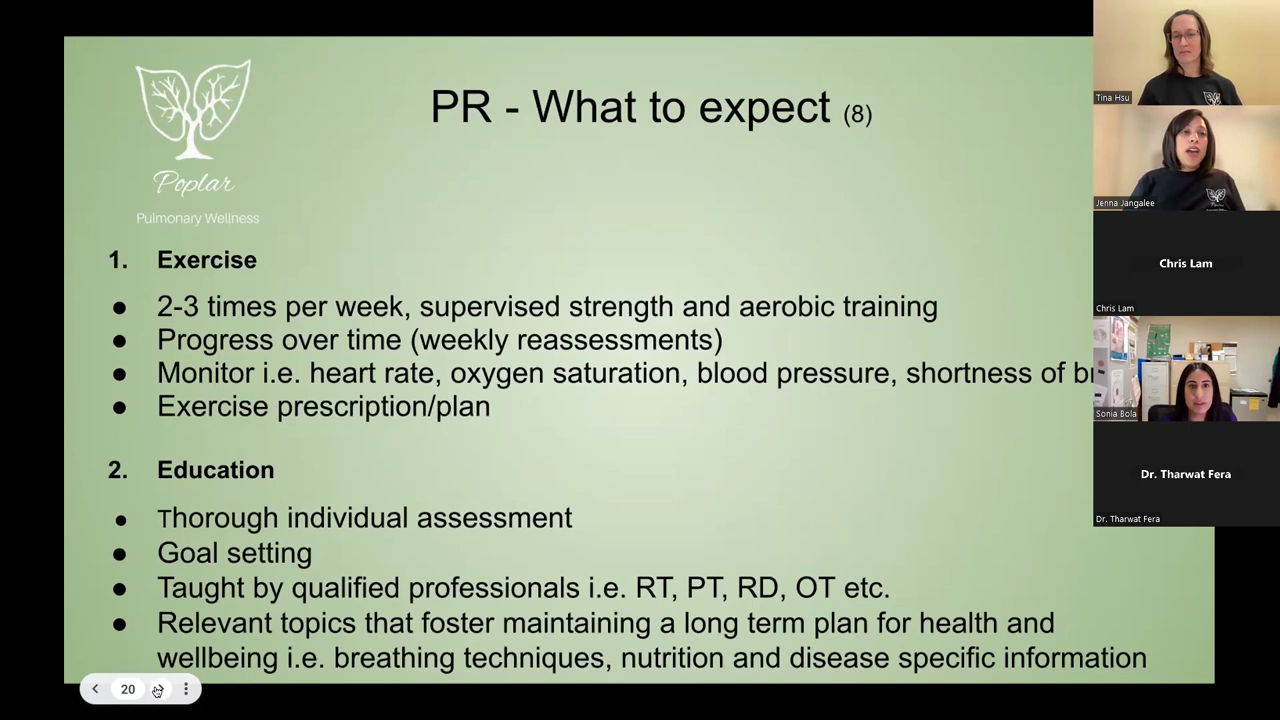 PR - What to expect (8)
Poplar
Pulmonary Wellness
1. Exercise
● 2-3 times per week, supervised strength and aerobic training
● Progress over time (weekly reassessments)
● Monitor i.e. heart rate, oxygen saturation, blood pressure, shortness of
● Exercise prescription/plan
2. Education
● Thorough individual assessment
● Goal setting
● Taught by qualified professionals i.e. RT, PT, RD, OT etc.
● Relevant topics that foster maintaining a long term plan for health and
wellbeing i.e. breathing techniques, nutrition and disease specific information
20
Tina Hsu
Jenna Jangalee
Chris Lam
Chris Lam
Sonia Bola
Dr. Tharwat Fera
Dr. Tharwat Fera